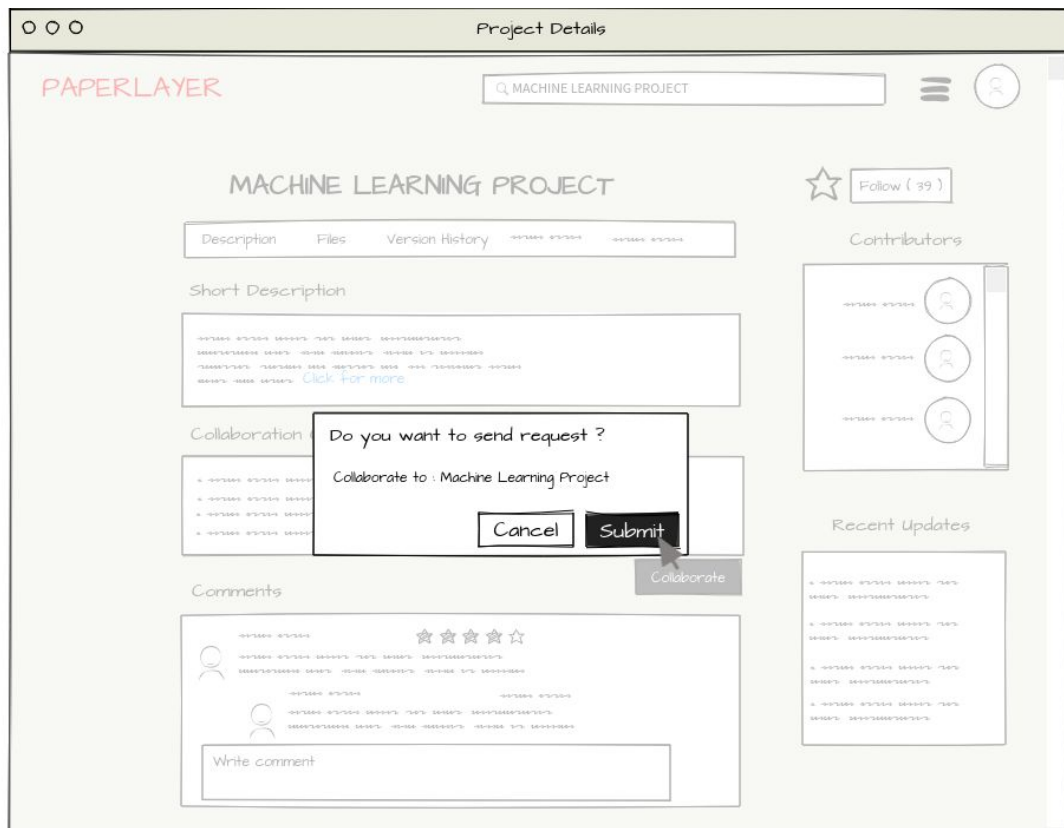 Project Details
PAPERLAYER
MACHINE LEARNING PROJECT
MACHINE LEARNING PROJECT
Follow ( 39 )
Description Files Version History
Contributors
Short Description
Click for more
Collaboration
Do you want to send request ?
Collaborate to : Machine Learning Project
Cancel Submit
Recent Updates
Collaborate
Comments
Write comment